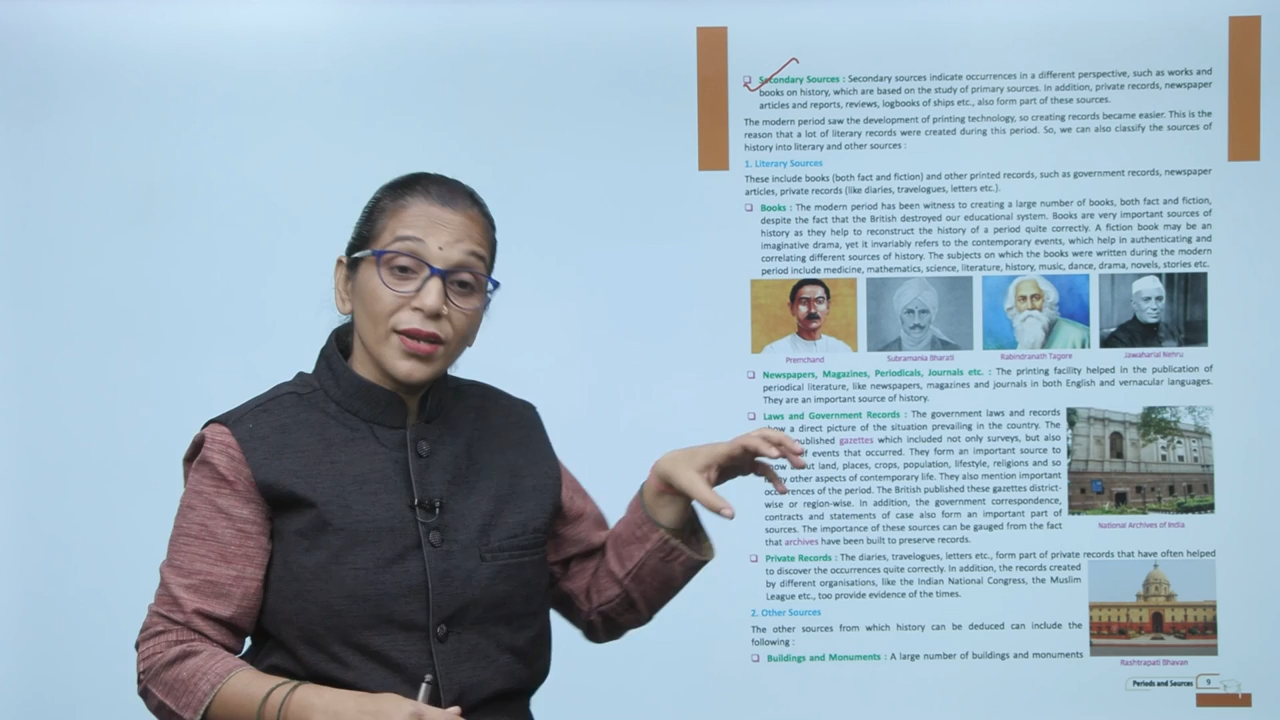 Secondary Sources : Secondary sources indicate occurrences in a different perspective, such as works and
books on history, which are based on the study of primary sources. In addition, private records, newspaper
articles and reports, reviews, logbooks of ships etc., also form part of these sources.
The modern period saw the development of printing technology, so creating records became easier. This is the
reason that a lot of literary records were created during this period. So, we can also classify the sources of
history into literary and other sources :
1. Literary Sources
These include books (both fact and fiction) and other printed records, such as government records, newspaper
articles, private records (like diaries, travelogues, letters etc.).
Books : The modern period has been witness to creating a large number of books, both fact and fiction,
despite the fact that the British destroyed our educational system. Books are very important sources of
history as they help to reconstruct the history of a period quite correctly. A fiction book may be an
imaginative drama, yet it invariably refers to the contemporary events, which help in authenticating and
correlating different sources of history. The subjects on which the books were written during the modern
period include medicine, mathematics, science, literature, history, music, dance, drama, novels, stories etc.
Premchand
Subramania Bharati
Rabindranath Tagore
Jawaharlal Nehru
Newspapers, Magazines, Periodicals, Journals etc. : The printing facility helped in the publication of
periodical literature, like newspapers, magazines and journals in both English and vernacular languages.
They are an important source of history.
Laws and Government Records : The government laws and records
a direct picture of the situation prevailing in the country. The
gazettes which included not only surveys, but also
events that occurred. They form an important source to
land, places, crops, population, lifestyle, religions and so
other aspects of contemporary life. They also mention important
of the period. The British published these gazettes district-
wise or region-wise. In addition, the government correspondence,
contracts and statements of case also form an important part of
sources. The importance of these sources can be gauged from the fact
that archives have been built to preserve records.
National Archives of India
Private Records : The diaries, travelogues, letters etc., form part of private records that have often helped
to discover the occurrences quite correctly. In addition, the records created
by different organisations, like the Indian National Congress, the Muslim
League etc., too provide evidence of the times.
2. Other Sources
The other sources from which history can be deduced can include the
following :
Buildings and Monuments : A large number of buildings and monuments
Rashtrapati Bhavan
Periods and Sources 9